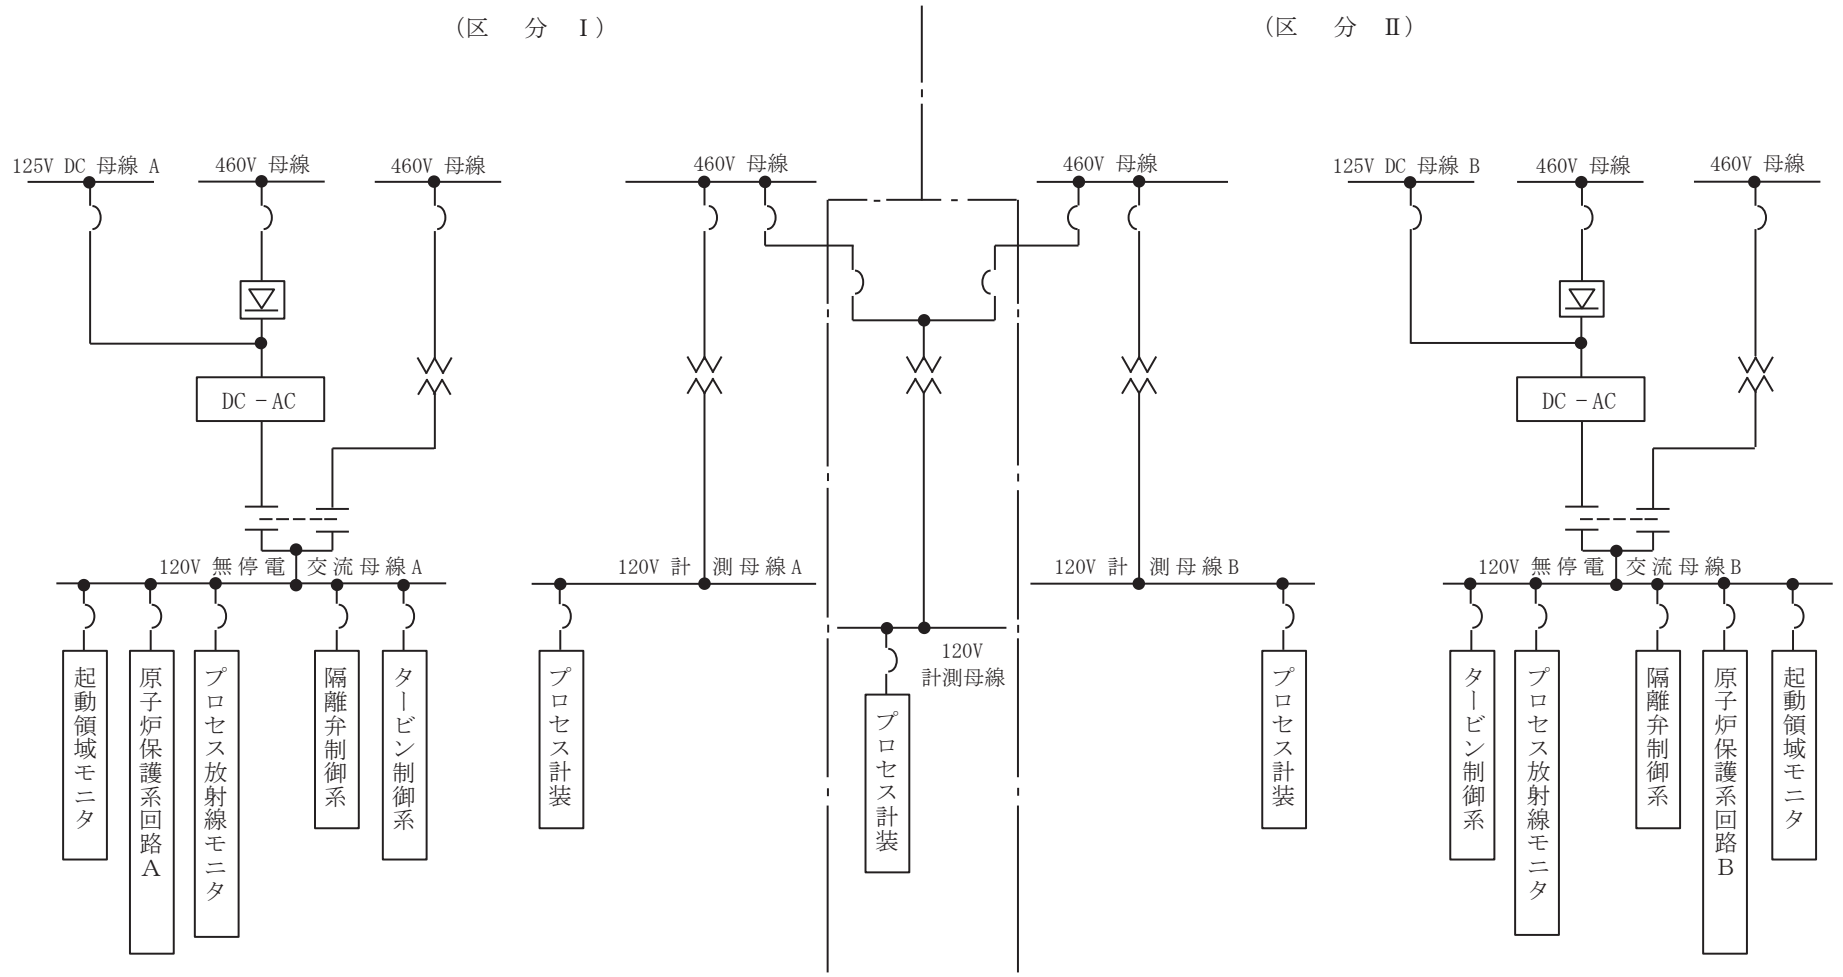 (区 分 Ⅰ)
(区 分 Ⅱ)
125V DC 母線 A
460V 母線
460V 母線
460V 母線
460V 母線
125V DC 母線 B
460V 母線
460V 母線
DC －AC
DC －AC
120V 無停電 交流母線A
120V 計 測母線A
120V 計 測母線B
120V 無停電 交流母線B
120V
計測母線
起動領域モニタ
原子炉保護系回路A
プロセス放射線モニタ
隔離弁制御系
タービン制御系
プロセス計装
プロセス計装
プロセス計装
タービン制御系
プロセス放射線モニタ
隔離弁制御系
原子炉保護系回路B
起動領域モニタ